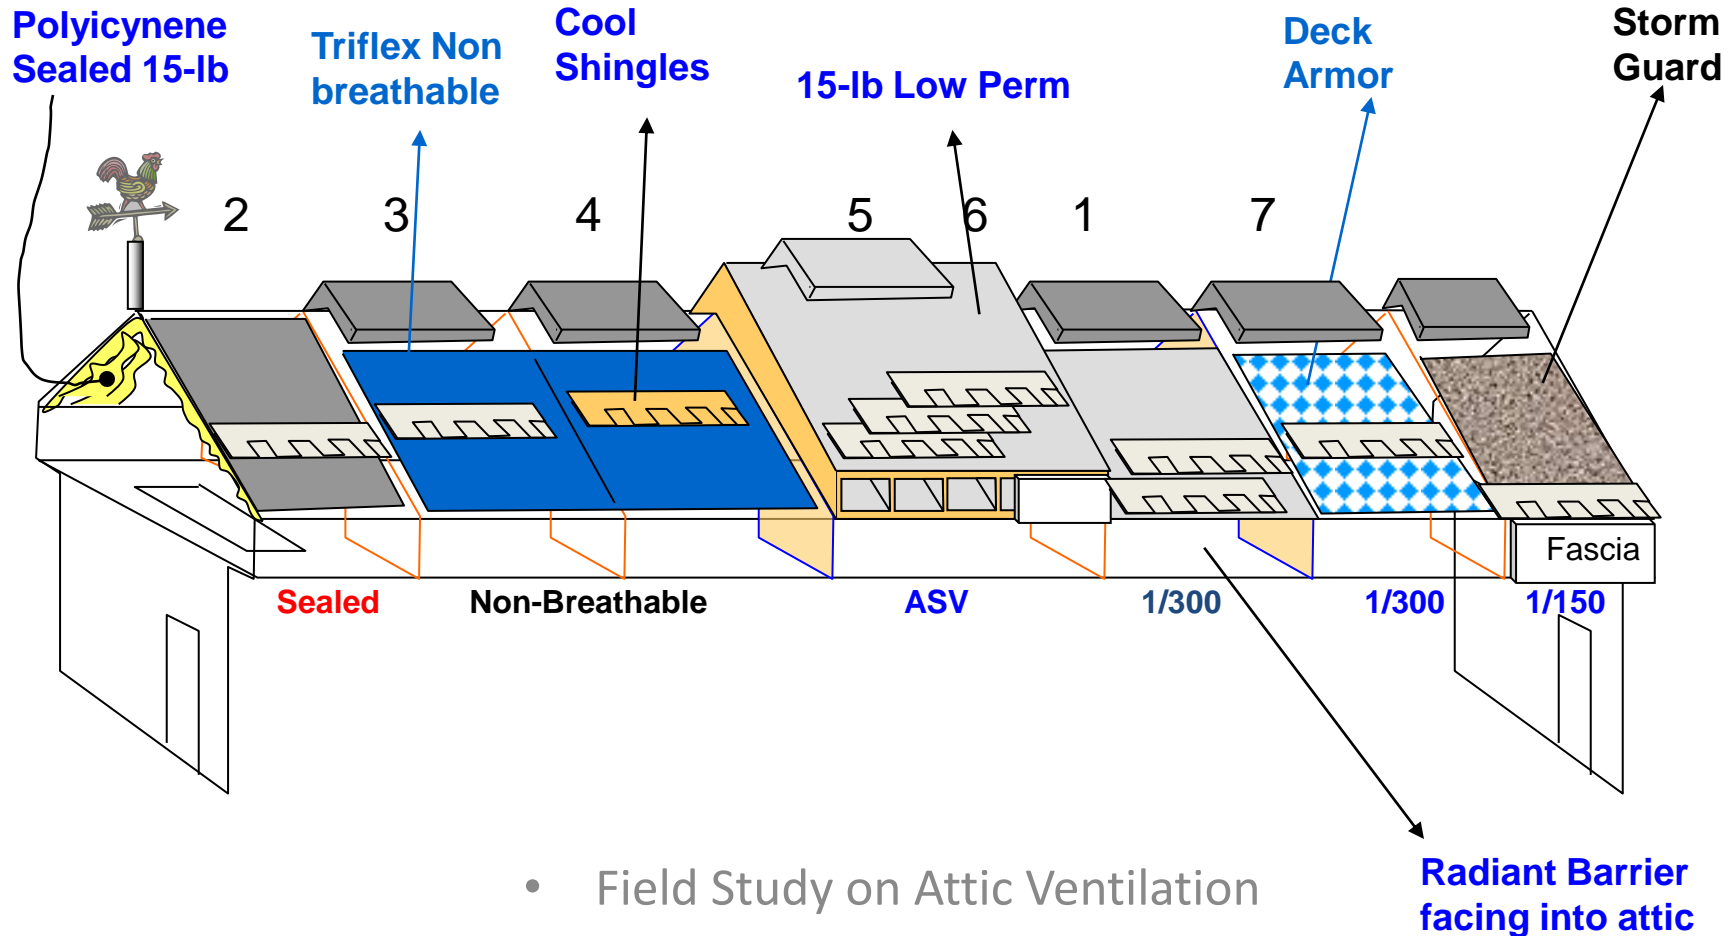 Polyicynene
Sealed 15-lb
Triflex Non
breathable
Cool
Shingles
15-lb Low Perm
Deck
Armor
Storm
Guard
2 3 4 5 6 1 7
Sealed
Non-Breathable
ASV
1/300
1/300
1/150
Fascia
• Field Study on Attic Ventilation
Radiant Barrier
facing into attic